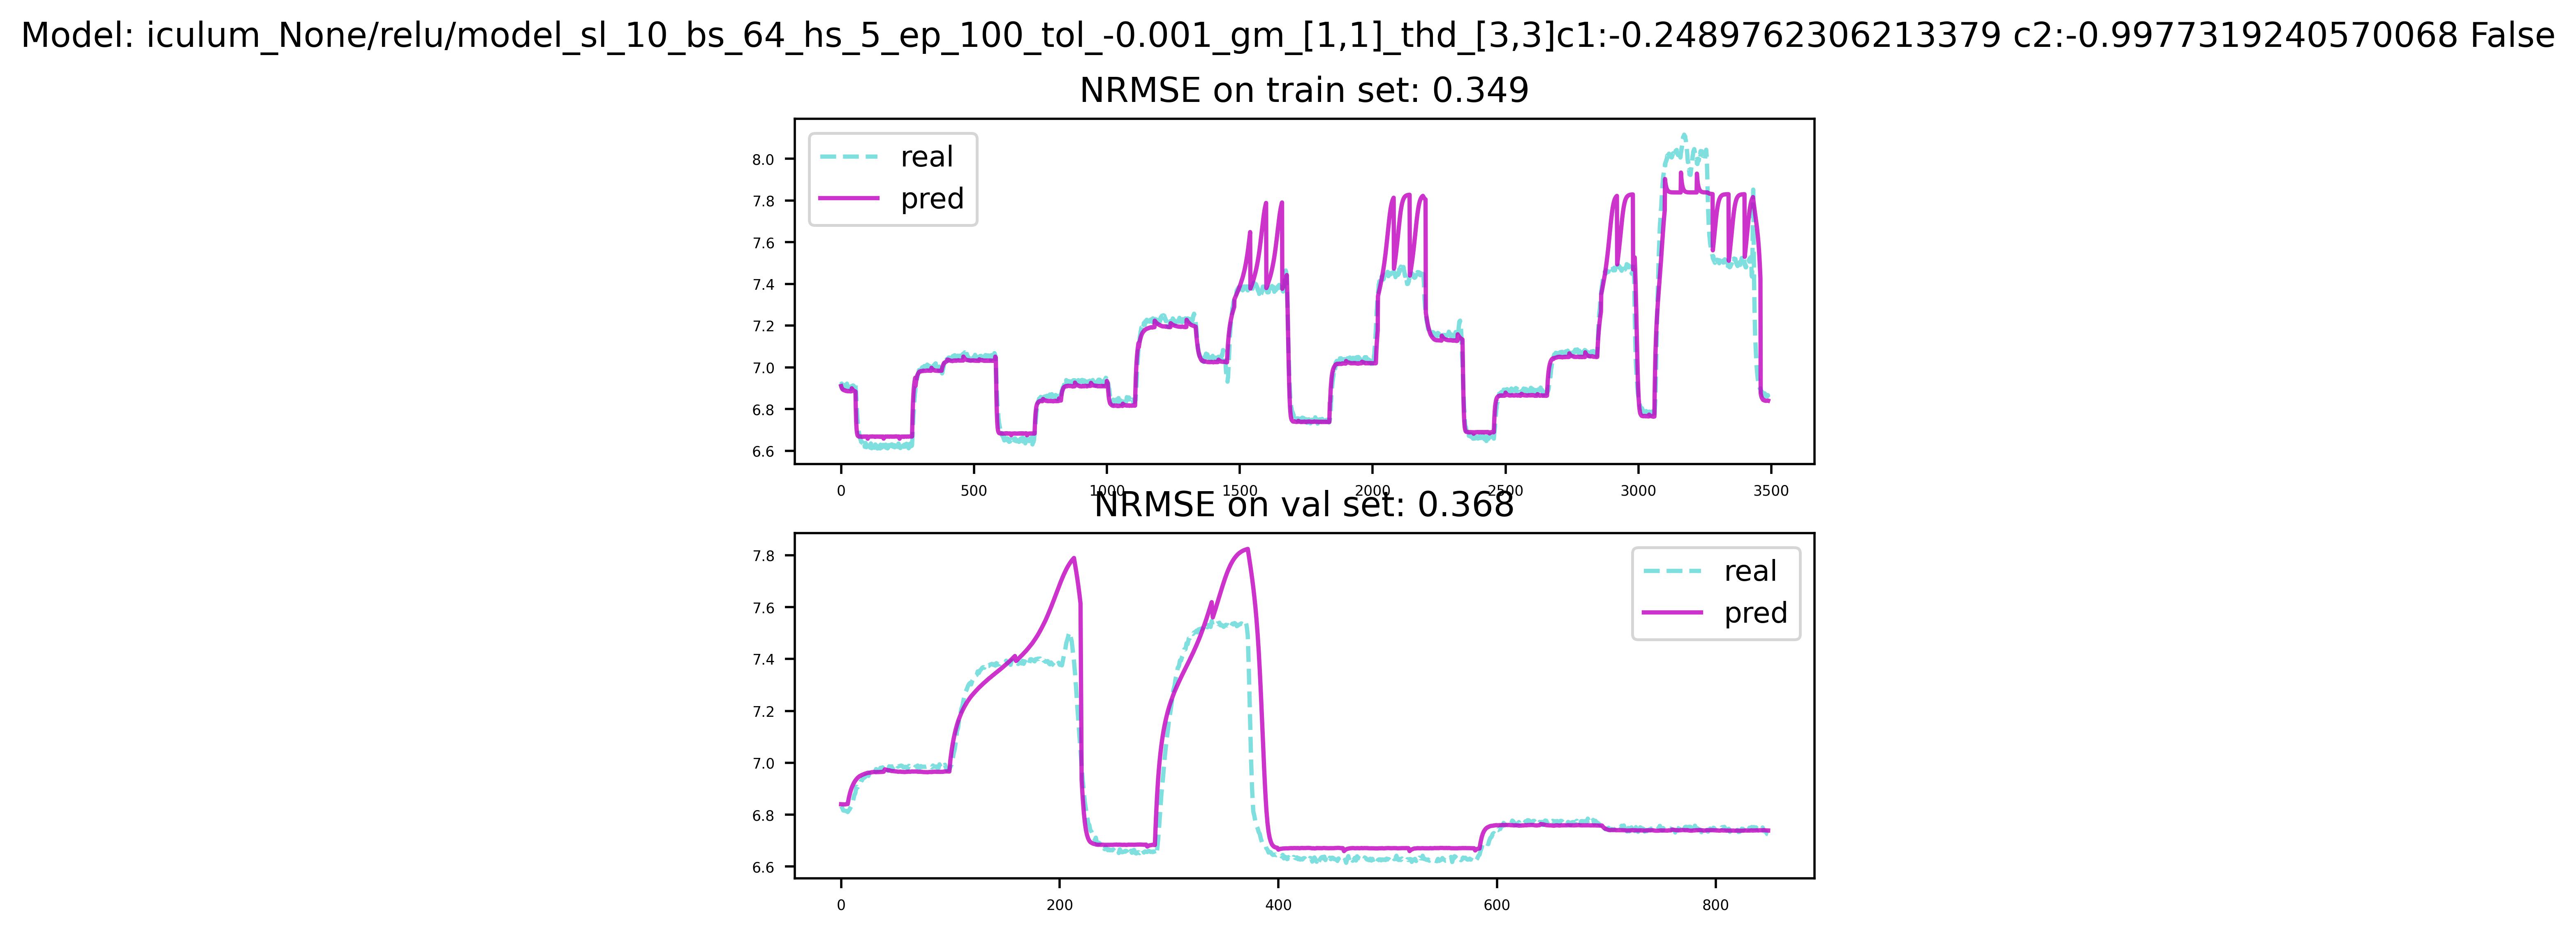 Model: iculum_None/relu/model_sl_10_bs_64_hs_5_ep_100_tol_-0.001_gm_[1,1]_thd_[3,3]c1:-0.2489762306213379 c2:-0.9977319240570068 False
NRMSE on train set: 0.349
real
pred
8.0
7.8
7.6
7.4
7.2
7.0
6.8
6.6
0 500 1000 1500 2000 2500 3000 3500
NRMSE on val set: 0.368
real
pred
7.8
7.6
7.4
7.2
7.0
6.8
6.6
0 200 400 600 800